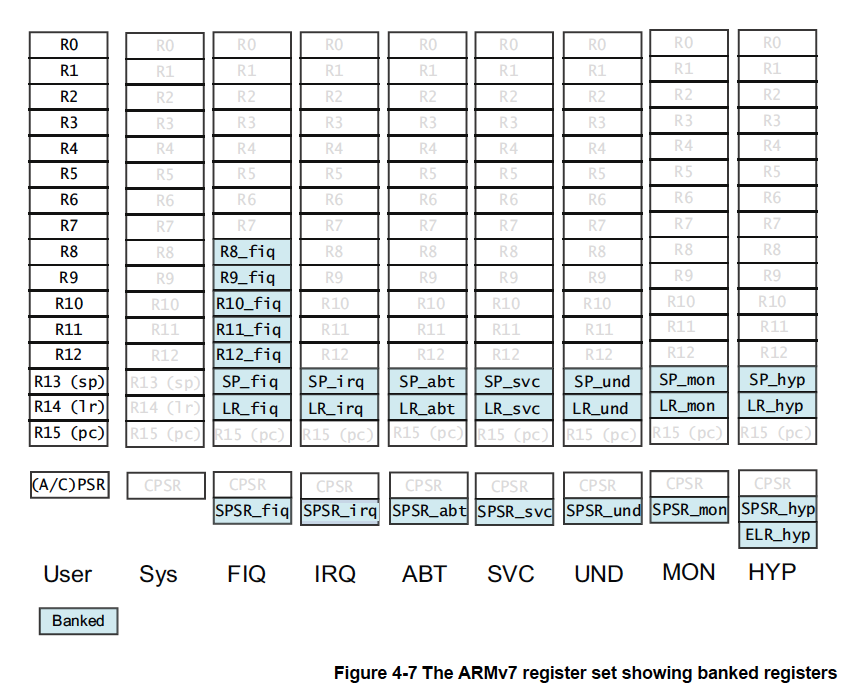 R0 R0 R0 R0 R0 R0 R0 R0 R0
R1 R1 R1 R1 R1 R1 R1 R1 R1
R2 R2 R2 R2 R2 R2 R2 R2 R2
R3 R3 R3 R3 R3 R3 R3 R3 R3
R4 R4 R4 R4 R4 R4 R4 R4 R4
R5 R5 R5 R5 R5 R5 R5 R5 R5
R6 R6 R6 R6 R6 R6 R6 R6 R6
R7 R7 R7 R7 R7 R7 R7 R7 R7
R8 R8 R8_fiq R8 R8 R8 R8 R8 R8
R9 R9 R9_fiq R9 R9 R9 R9 R9 R9
R10 R10 R10_fiq R10 R10 R10 R10 R10 R10
R11 R11 R11_fiq R11 R11 R11 R11 R11 R11
R12 R12 R12_fiq R12 R12 R12 R12 R12 R12
R13 (sp) R13 (sp) SP_fiq SP_irq SP_abt SP_svc SP_und SP_mon SP_hyp
R14 (lr) R14 (lr) LR_fiq LR_irq LR_abt LR_svc LR_und LR_mon LR_hyp
R15 (pc) R15 (pc) R15 (pc) R15 (pc) R15 (pc) R15 (pc) R15 (pc) R15 (pc) R15 (pc)
(A/C)PSR CPSR CPSR CPSR CPSR CPSR CPSR CPSR CPSR
SPSR_fiq SPSR_irq SPSR_abt SPSR_svc SPSR_und SPSR_mon SPSR_hyp
ELR_hyp
User Sys FIQ IRQ ABT SVC UND MON HYP
Banked
Figure 4-7 The ARMv7 register set showing banked registers